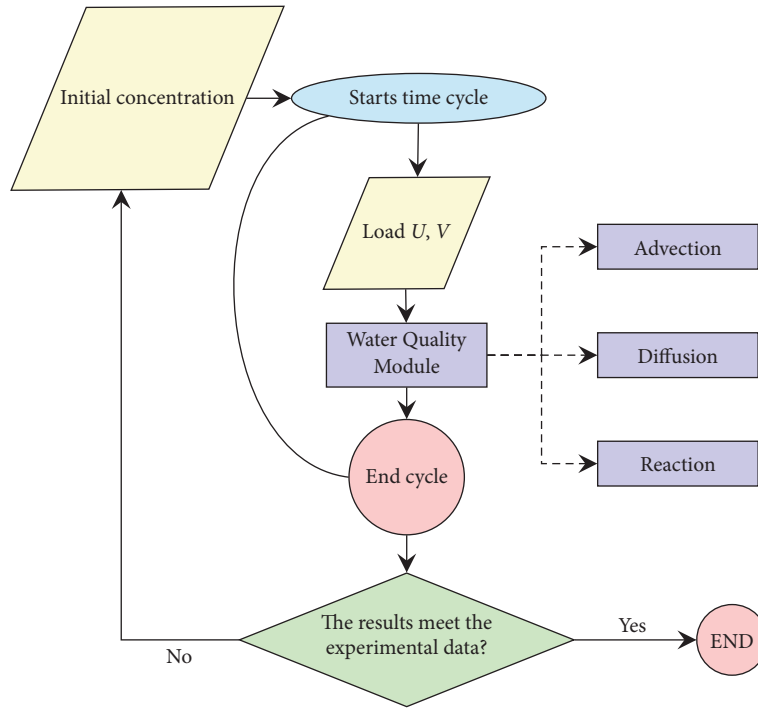 Initial concentration
Starts time cycle
Load U, V
Advection
Water Quality
Module
Diffusion
Reaction
End cycle
The results meet the
experimental data?
Yes
END
No